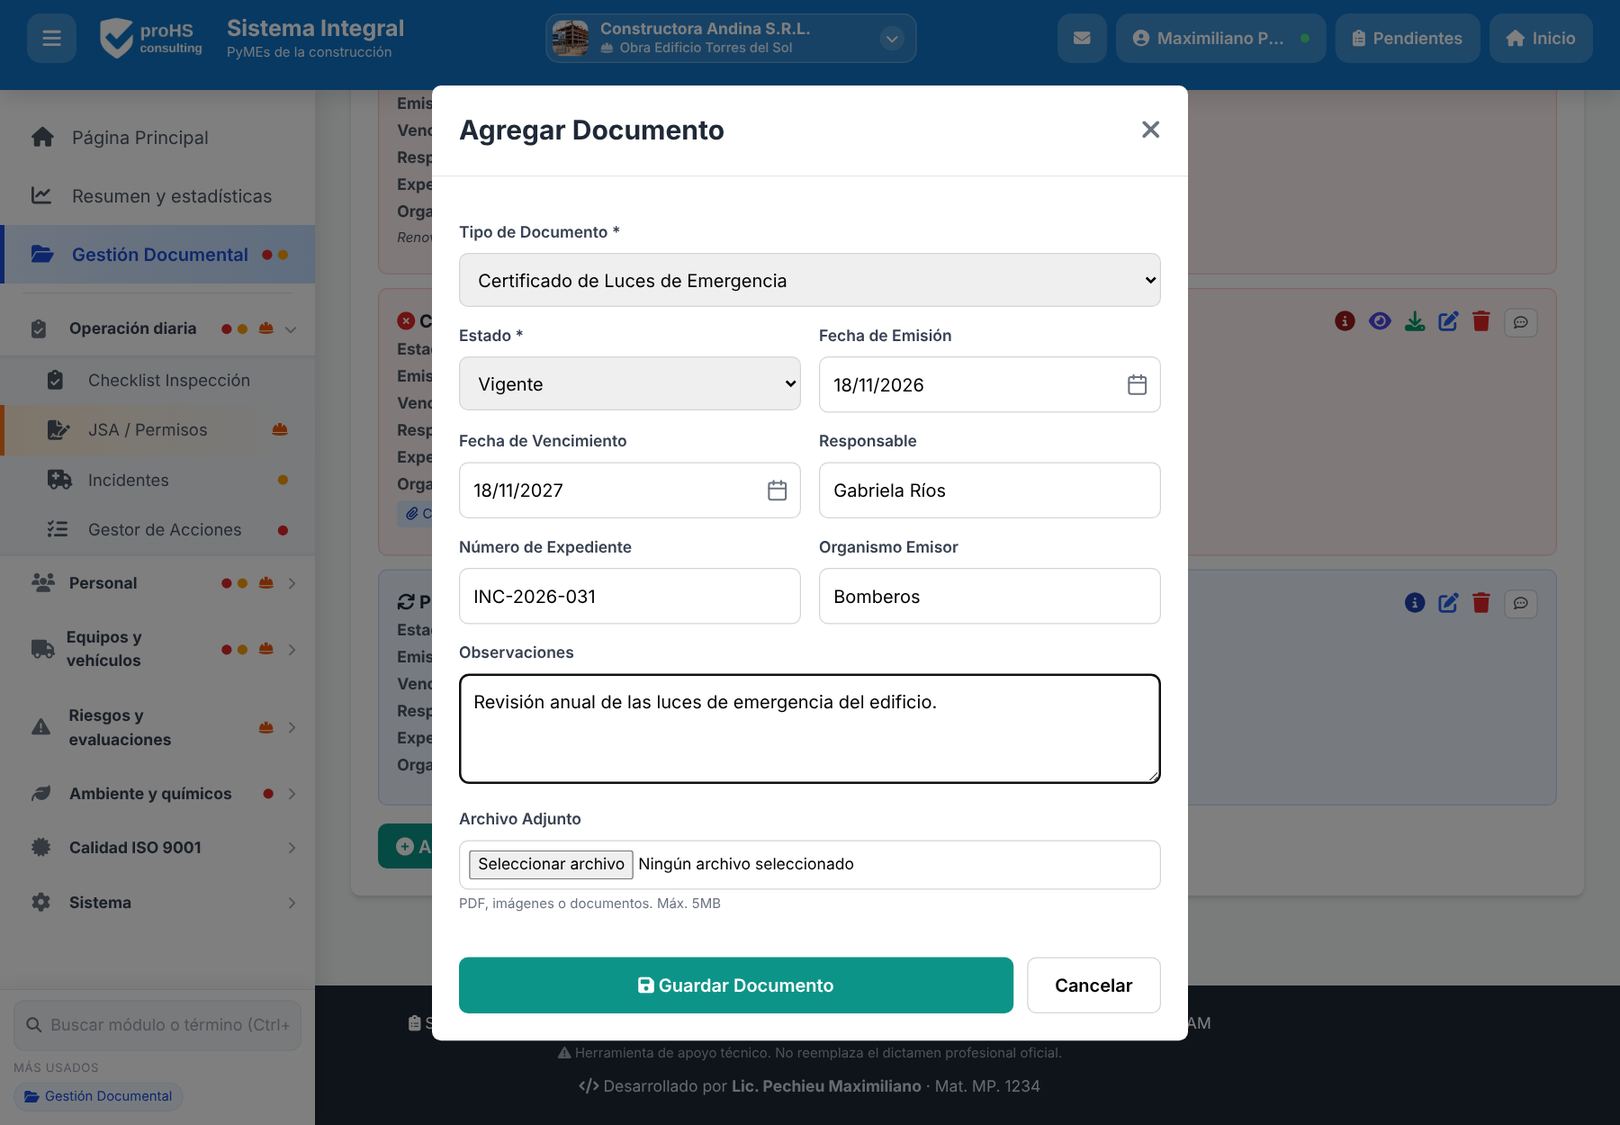 proHS
consulting
Sistema Integral
PyMEs de la construcción
Constructora Andina S.R.L.
Obra Edificio Torres del Sol
Maximiliano P...
Pendientes
Inicio
Página Principal
Resumen y estadísticas
Gestión Documental
Operación diaria
Checklist Inspección
JSA / Permisos
Incidentes
Gestor de Acciones
Personal
Equipos y
vehículos
Riesgos y
evaluaciones
Ambiente y químicos
Calidad ISO 9001
Sistema
Buscar módulo o término (Ctrl+
MÁS USADOS
Gestión Documental
Agregar Documento
Tipo de Documento *
Certificado de Luces de Emergencia
Estado *
Fecha de Emisión
Vigente
18/11/2026
Fecha de Vencimiento
Responsable
18/11/2027
Gabriela Ríos
Número de Expediente
Organismo Emisor
INC-2026-031
Bomberos
Observaciones
Revisión anual de las luces de emergencia del edificio.
Archivo Adjunto
Seleccionar archivo Ningún archivo seleccionado
PDF, imágenes o documentos. Máx. 5MB
Guardar Documento
Cancelar
Herramienta de apoyo técnico. No reemplaza el dictamen profesional oficial.
Desarrollado por Lic. Pechieu Maximiliano · Mat. MP. 1234